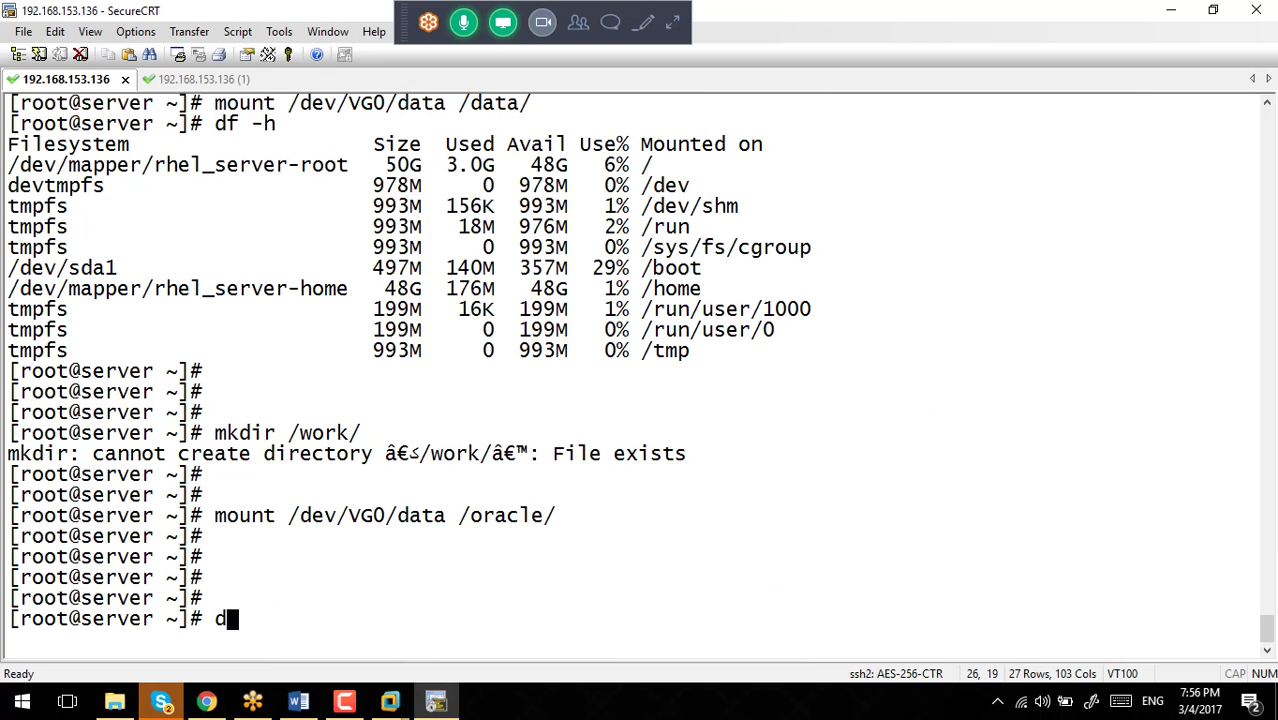 192.168.153.136 - SecureCRT
File Edit View Options Transfer Script Tools Window Help
192.168.153.136 192.168.153.136 (1)
[root@server ~]# mount /dev/VG0/data /data/
[root@server ~]# df -h
Filesystem Size Used Avail Use% Mounted on
/dev/mapper/rhel_server-root 50G 3.0G 48G 6% /
devtmpfs 978M 0 978M 0% /dev
tmpfs 993M 156K 993M 1% /dev/shm
tmpfs 993M 18M 976M 2% /run
tmpfs 993M 0 993M 0% /sys/fs/cgroup
/dev/sda1 497M 140M 357M 29% /boot
/dev/mapper/rhel_server-home 48G 176M 48G 1% /home
tmpfs 199M 16K 199M 1% /run/user/1000
tmpfs 199M 0 199M 0% /run/user/0
tmpfs 993M 0 993M 0% /tmp
[root@server ~]#
[root@server ~]#
[root@server ~]#
[root@server ~]# mkdir /work/
mkdir: cannot create directory â€ک/work/â€™: File exists
[root@server ~]#
[root@server ~]#
[root@server ~]# mount /dev/VG0/data /oracle/
[root@server ~]#
[root@server ~]#
[root@server ~]#
[root@server ~]#
[root@server ~]# d
Ready ssh2: AES-256-CTR 26, 19 27 Rows, 103 Cols VT100 CAP NUM
ENG 7:56 PM
3/4/2017 2